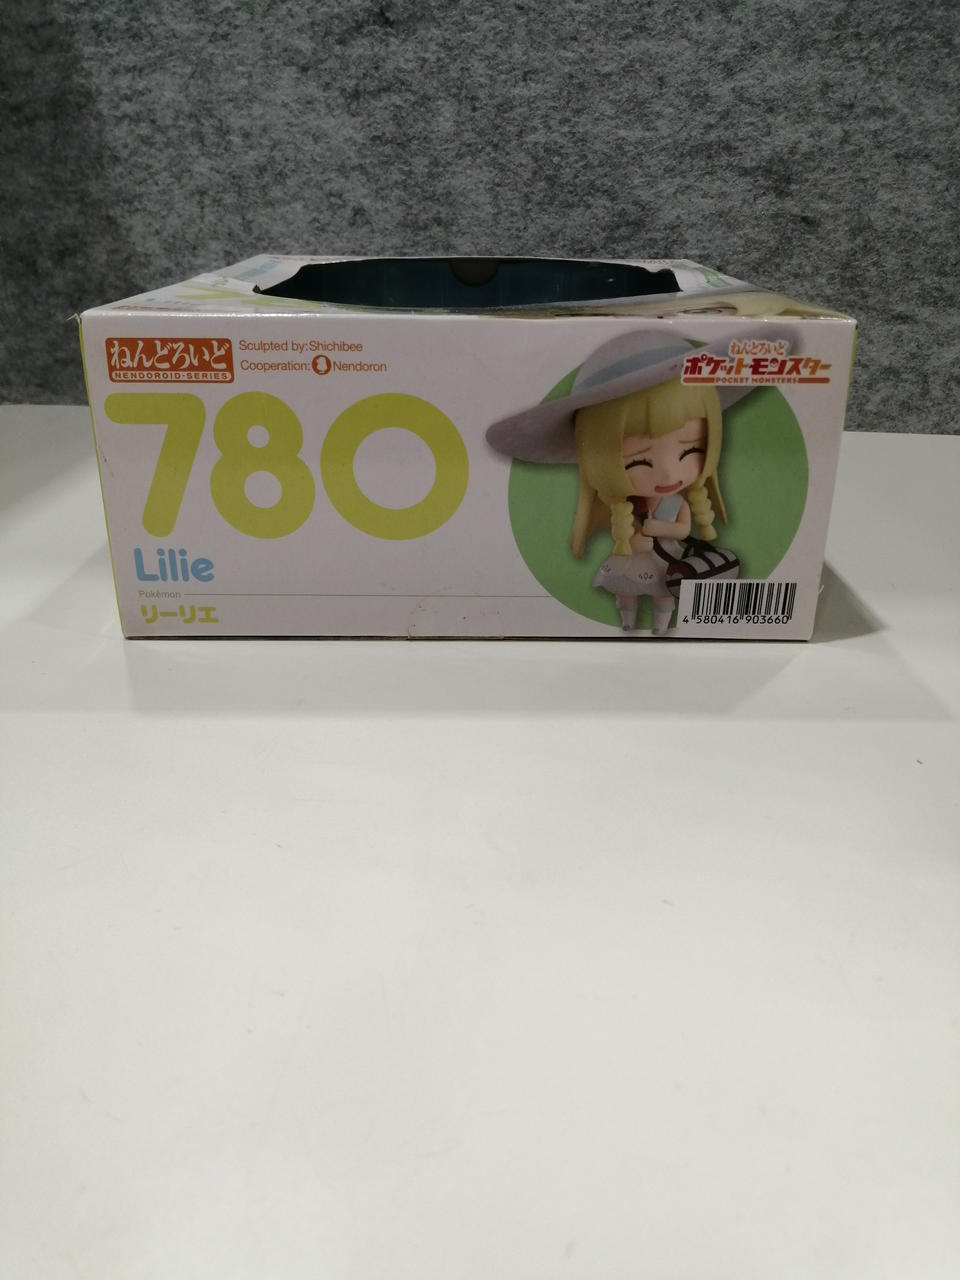 ねんどろいど
NENDOROID-SERIES
Sculpted by:Shichibee
Cooperation: Nendoron
ねんどろいど
ポケットモンスター
POCKET MONSTERS
780
Lilie
Pokémon
リーリエ
4 580416 903660